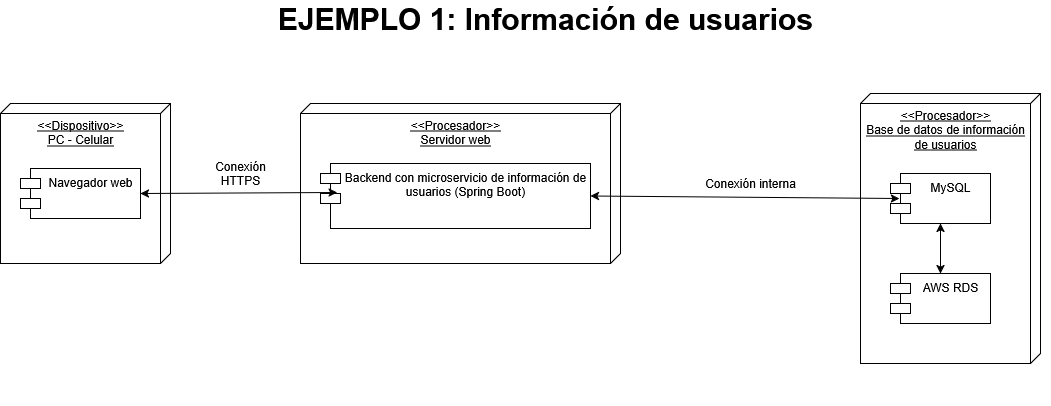 EJEMPLO 1: Información de usuarios
<<Dispositivo>>
PC - Celular
Navegador web
Conexión
HTTPS
<<Procesador>>
Servidor web
Backend con microservicio de información de
usuarios (Spring Boot)
Conexión interna
<<Procesador>>
Base de datos de información
de usuarios
MySQL
AWS RDS